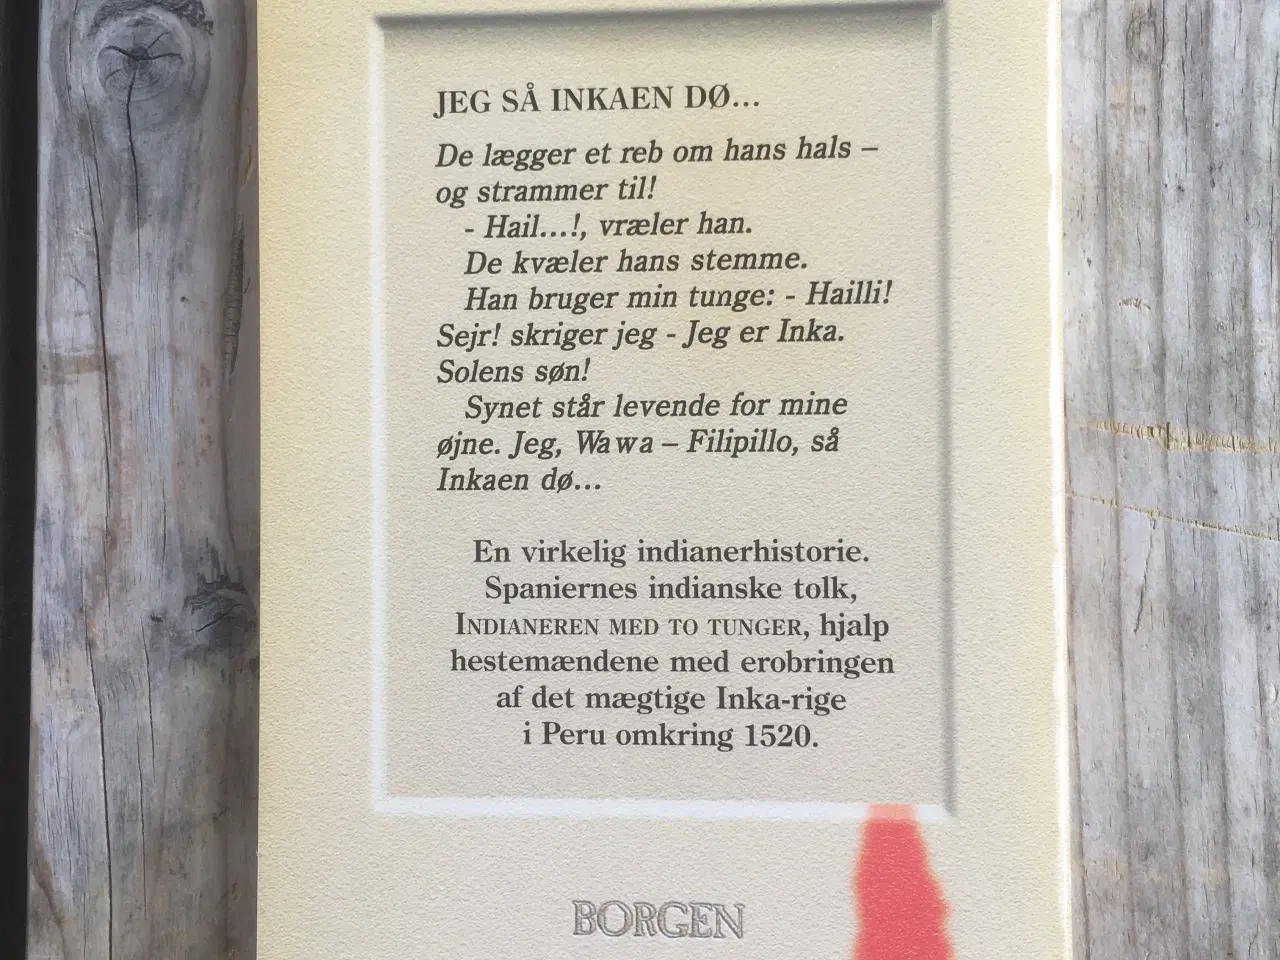 JEG SÅ INKAEN DØ...
De lægger et reb om hans hals –
og strammer til!
- Hail...!, vræler han.
De kvæler hans stemme.
Han bruger min tunge: - Hailli!
Sejr! skriger jeg - Jeg er Inka.
Solens søn!
Synet står levende for mine
øjne. Jeg, Wawa – Filipillo, så
Inkaen dø...
En virkelig indianerhistorie.
Spaniernes indianske tolk,
INDIANEREN MED TO TUNGER, hjalp
hestemændene med erobringen
af det mægtige Inka-rige
i Peru omkring 1520.
BORGEN